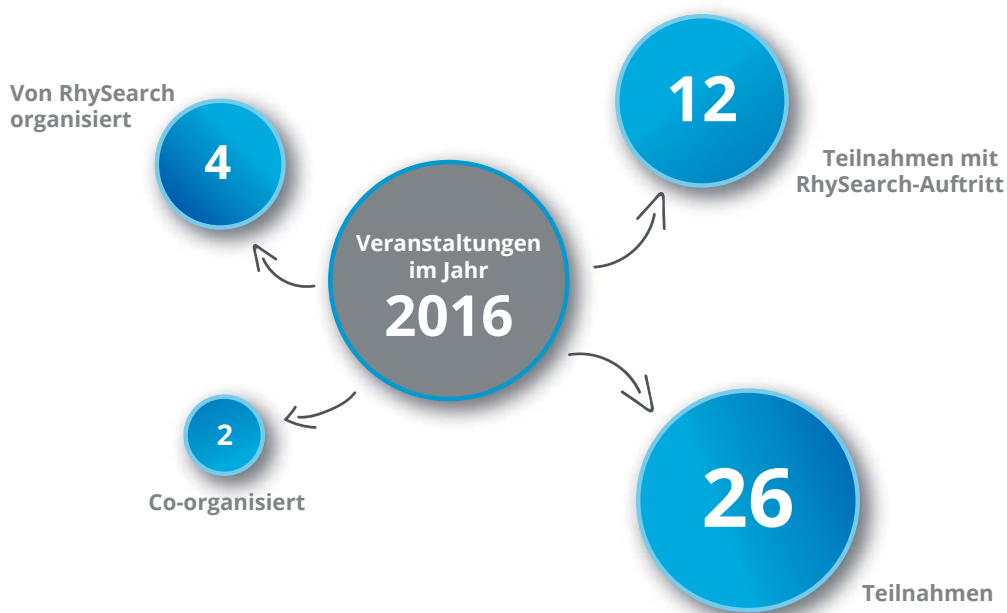 Von RhySearch
organisiert
4
12
Teilnahmen mit
RhySearch-Auftritt
Veranstaltungen
im Jahr
2016
2
Co-organisiert
26
Teilnahmen